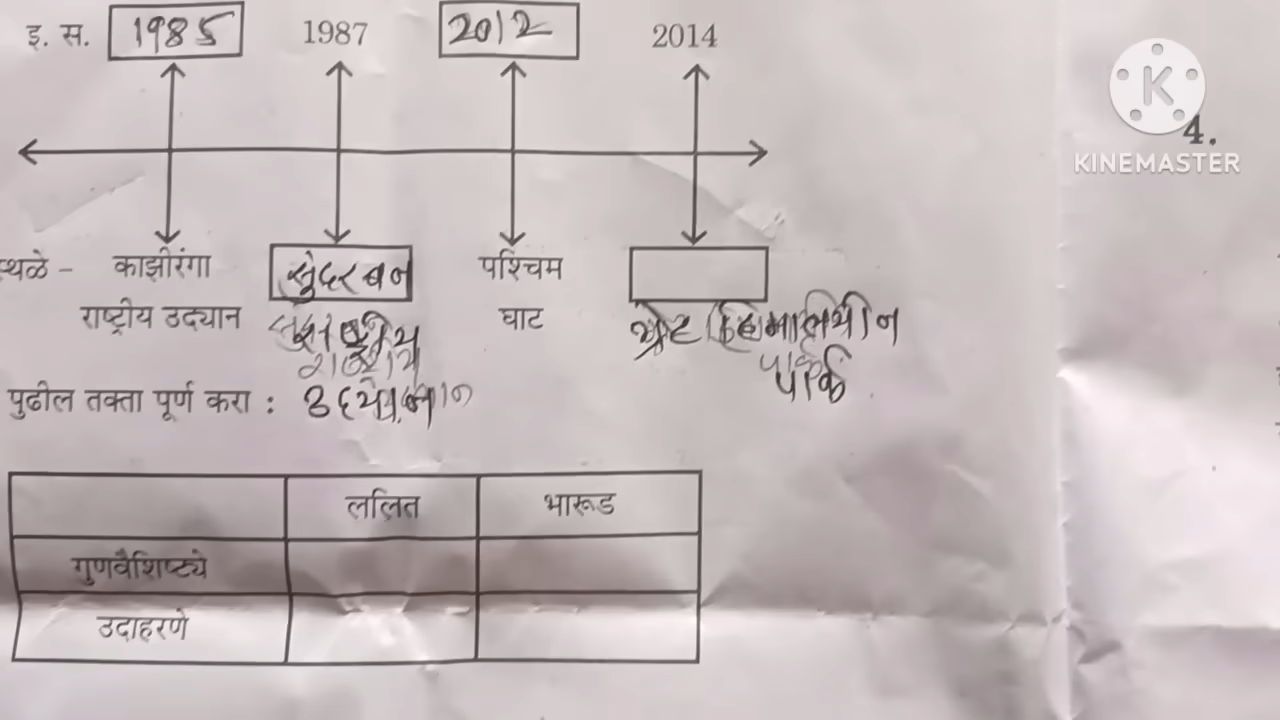 इ. स. 1985 1987 2012 2014
K
4.
KINEMASTER
स्थळे - काझीरंगा सुंदरबन पश्चिम
राष्ट्रीय उद्यान घाट ग्रेट हिमालयीन
राष्ट्रीय पार्क
पार्क
पुढील तक्ता पूर्ण करा :
ललित भारूड
गुणवैशिष्ट्ये
उदाहरणे